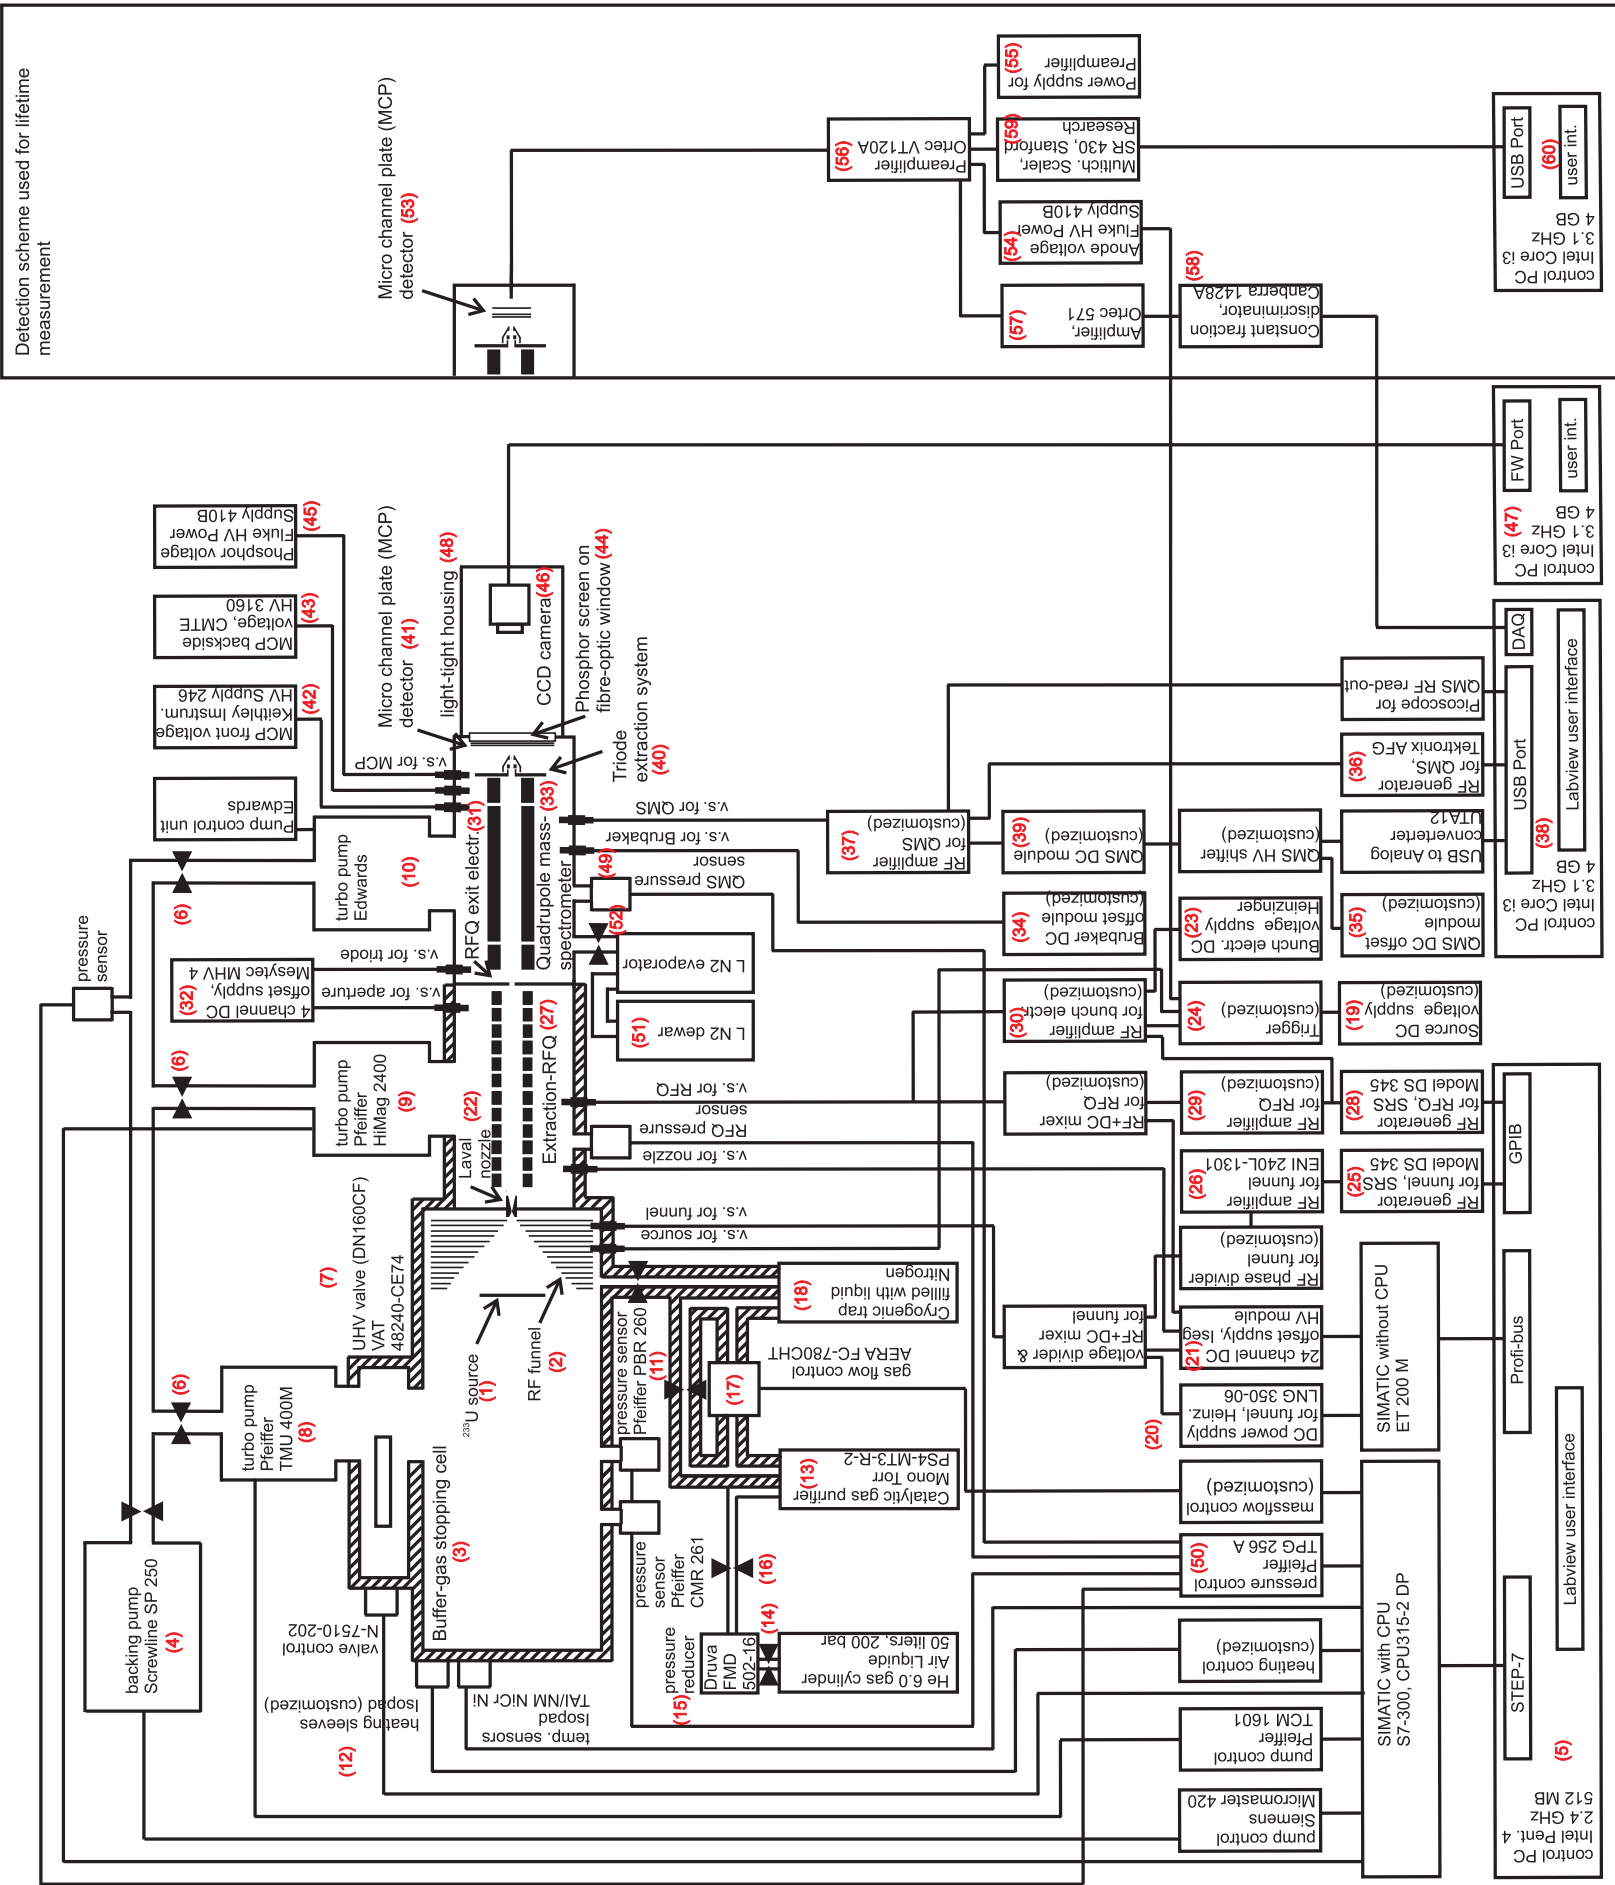 Detection scheme used for lifetime
measurement
Micro channel plate (MCP)
detector (53)
(55)
Power supply for
Preamplifier
(56)
Preamplifier
Ortec VT120A
(59)
Multich. Scaler,
SR 430, Stanford
Research
(54)
Anode voltage
Fluke HV Power
Supply 410B
(57)
Amplifier,
Ortec 571
(58)
Constant fraction
discriminator,
Canberra 1428A
USB Port
(60)
user int.
control PC
Intel Core i3
3.1 GHz
4 GB
FW Port
user int.
(47)
control PC
Intel Core i3
3.1 GHz
4 GB
Phosphor voltage
Fluke HV Power
Supply 410B
(45)
MCP backside
voltage, CMTE
HV 3160
(43)
MCP front voltage
Keithley Imstrum.
HV Supply 246
(42)
Pump control unit
Edwards
Micro channel plate (MCP)
detector (41)
light-tight housing (48)
CCD camera (46)
Phosphor screen on
fibre-optic window (44)
Triode
extraction system
(40)
v.s. for MCP
turbo pump
Edwards
(10)
(6)
pressure
sensor
RFQ exit electr. (31)
Quadrupole mass-
spectrometer
(33)
v.s. for QMS
v.s. for Brubaker
QMS pressure
sensor
(49)
(52)
L N2 evaporator
L N2 dewar
(51)
v.s. for triode
v.s. for aperture
4 channel DC
offset supply,
Mesytec MHV 4
(32)
turbo pump
Pfeiffer
HiMag 2400
(9)
(6)
Laval
nozzle
(22)
Extraction-RFQ (27)
v.s. for RFQ
RFQ pressure
sensor
v.s. for nozzle
v.s. for funnel
v.s. for source
UHV valve (DN160CF)
VAT
48240-CE74
(7)
turbo pump
Pfeiffer
TMU 400M
(8)
(6)
233U source
(1)
RF funnel
(2)
Buffer-gas stopping cell
(3)
backing pump
Screwline SP 250
(4)
valve control
N-7510-202
heating sleeves
Isopad (customized)
(12)
temp. sensors
Isopad
TAI/NM NiCr Ni
pressure sensor
Pfeiffer PBR 260
(11)
pressure
sensor
Pfeiffer
CMR 261
Cryogenic trap
filled with liquid
Nitrogen
(18)
gas flow control
AERA FC-780CHT
(17)
Catalytic gas purifier
Mono Torr
PS4-MT3-R-2
(13)
(16)
(14)
pressure
reducer
(15)
Druva
FMD
502-16
He 6.0 gas cylinder
Air Liquide
50 liters, 200 bar
RF amplifier
for QMS
(customized)
(37)
QMS DC module
(customized)
(39)
QMS HV shifter
(customized)
USB to Analog
converter
UTA12
RF generator
for QMS,
Tektronix AFG
(36)
Picoscope for
QMS RF read-out
Brubaker DC
offset module
(customized)
(34)
Bunch electr. DC
voltage supply
Heinzinger
(23)
QMS DC offset
module
(customized)
(35)
RF amplifier
for bunch electr.
(customized)
(30)
Trigger
(customized)
(24)
Source DC
voltage supply
(customized)
(19)
RF+DC mixer
for RFQ
(customized)
RF amplifier
for RFQ
(customized)
(29)
RF generator
for RFQ, SRS
Model DS 345
(28)
RF amplifier
for funnel
ENI 240L-1301
(26)
RF generator
for funnel, SRS
Model DS 345
(25)
RF phase divider
for funnel
(customized)
voltage divider &
RF+DC mixer
for funnel
24 channel DC
offset supply, Iseg
HV module
(21)
DC power supply
for funnel, Heinz.
LNG 350-06
(20)
massflow control
(customized)
pressure control
Pfeiffer
TPG 256 A
(50)
heating control
(customized)
pump control
Pfeiffer
TCM 1601
pump control
Siemens
Micromaster 420
SIMATIC without CPU
ET 200 M
SIMATIC with CPU
S7-300, CPU315-2 DP
DAQ
USB Port
Labview user interface
(38)
control PC
Intel Core i3
3.1 GHz
4 GB
GPIB
Profi-bus
STEP-7
Labview user interface
(5)
control PC
Intel Pent. 4
2.4 GHz
512 MB